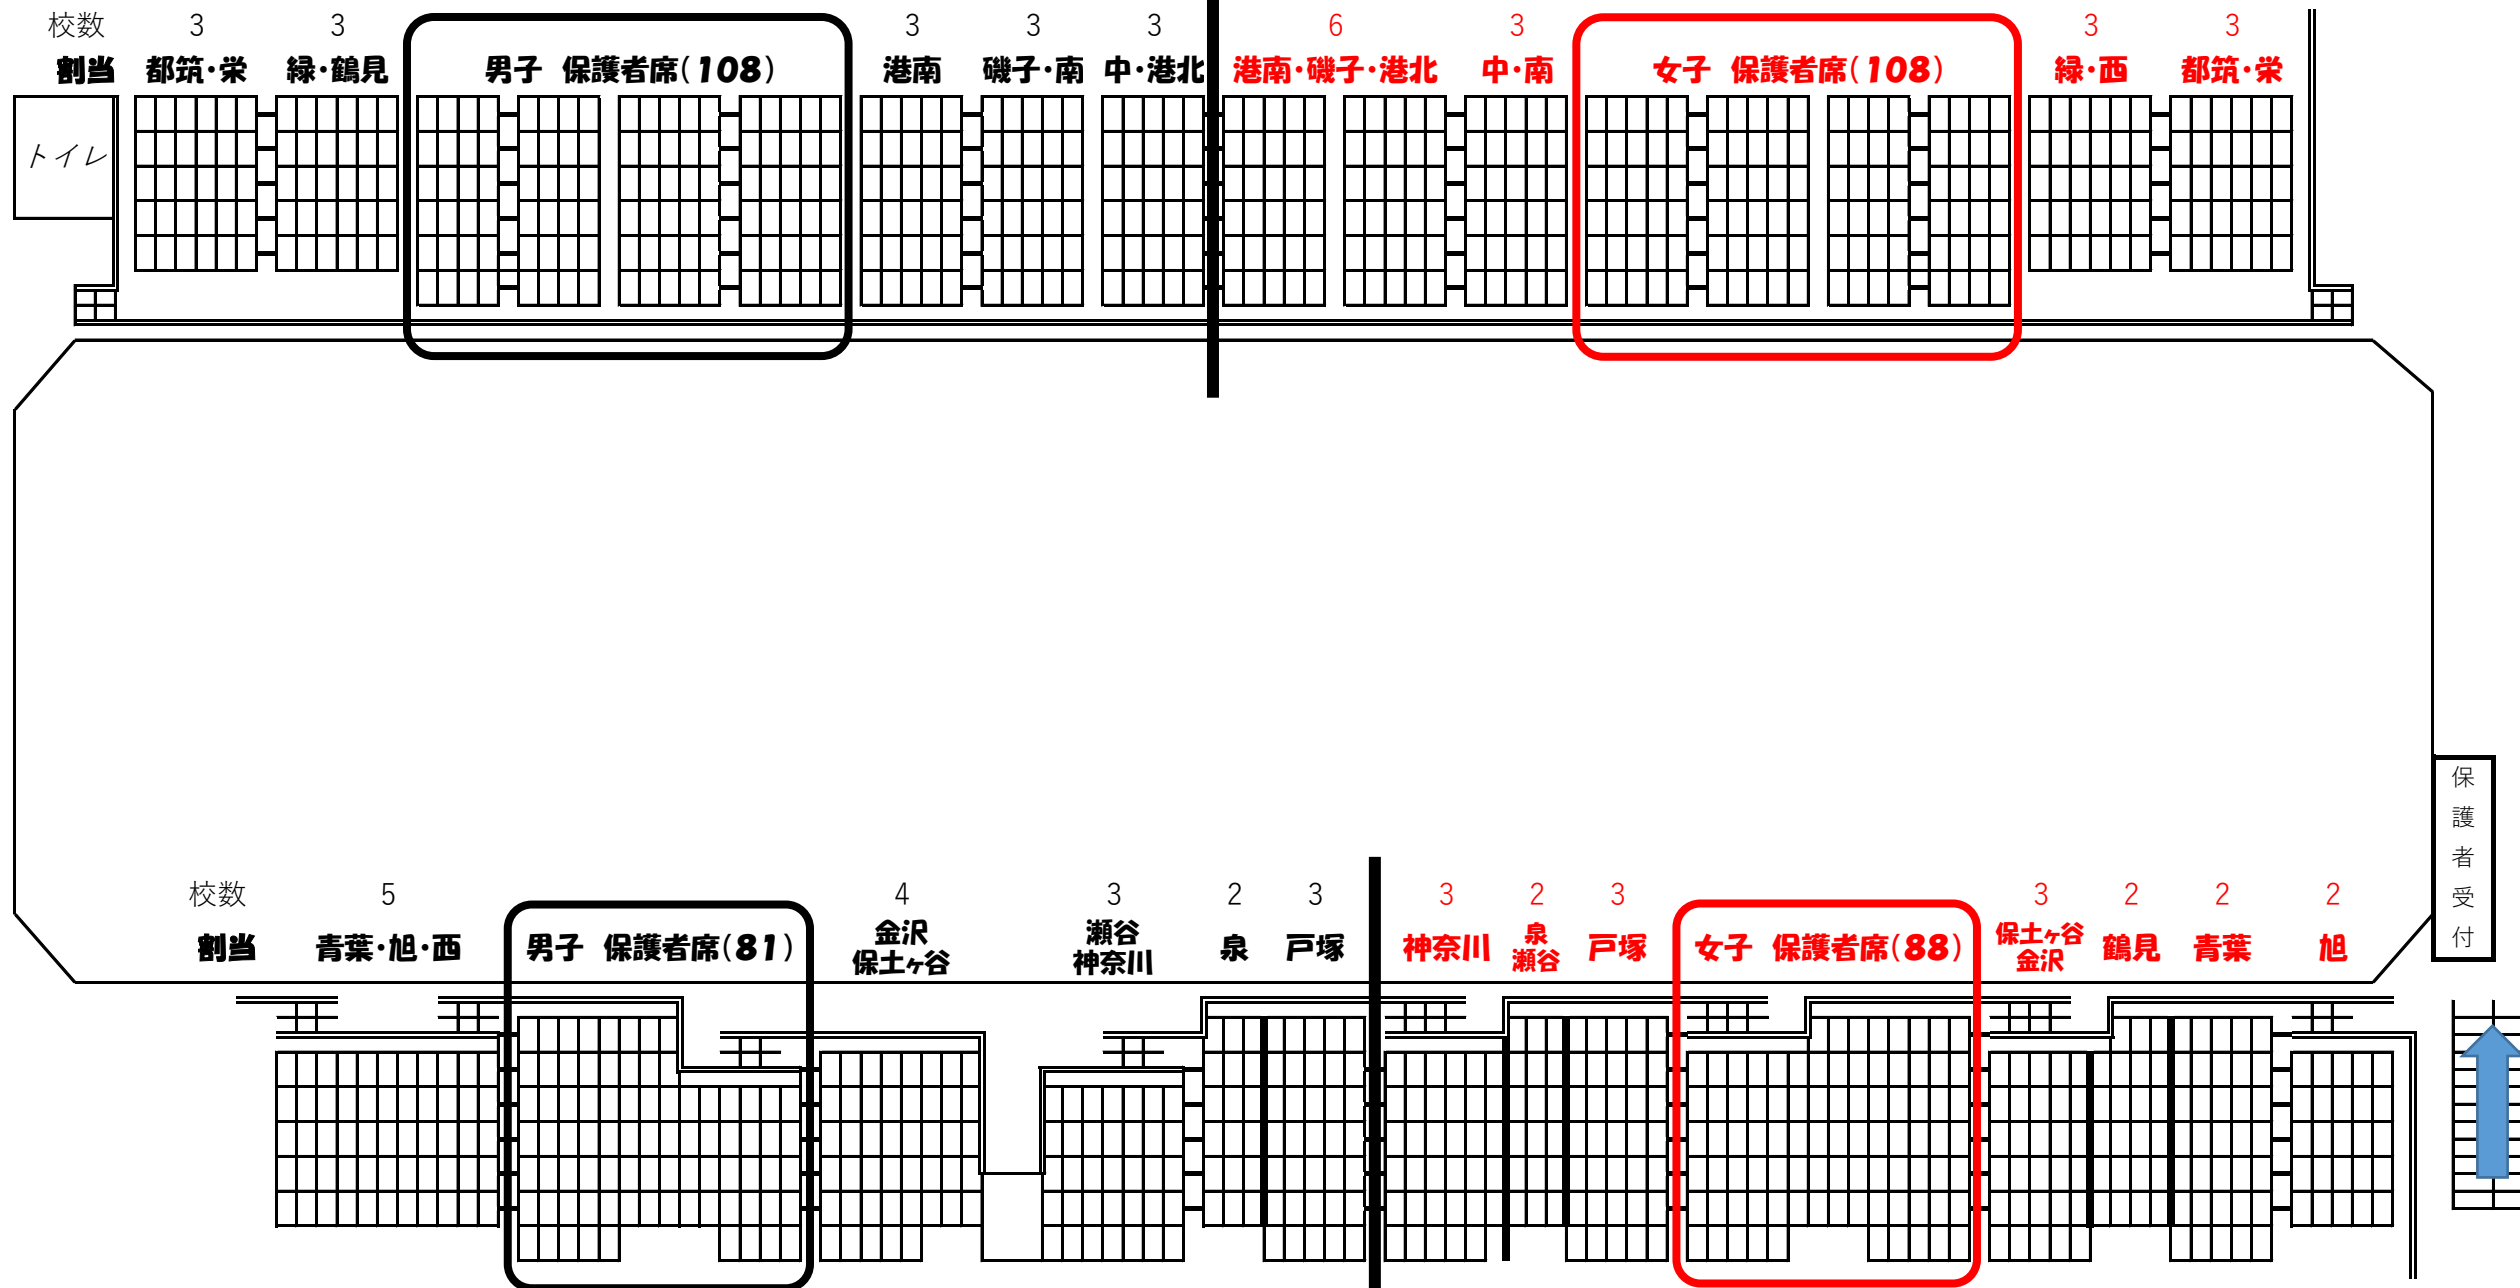 校数 3 3 3 3 3 6 3 3 3
割当 都筑・栄 緑・鶴見 男子 保護者席(108) 港南 磯子・南 中・港北 港南・磯子・港北 中・南 女子 保護者席(108) 緑・西 都筑・栄
トイレ
保護者受付
校数 5 4 3 2 3 3 2 3 3 2 2 2
割当 青葉・旭・西 男子 保護者席(81) 金沢 保土ヶ谷 瀬谷 神奈川 泉 戸塚 神奈川 泉 瀬谷 戸塚 女子 保護者席(88) 保土ヶ谷 金沢 鶴見 青葉 旭